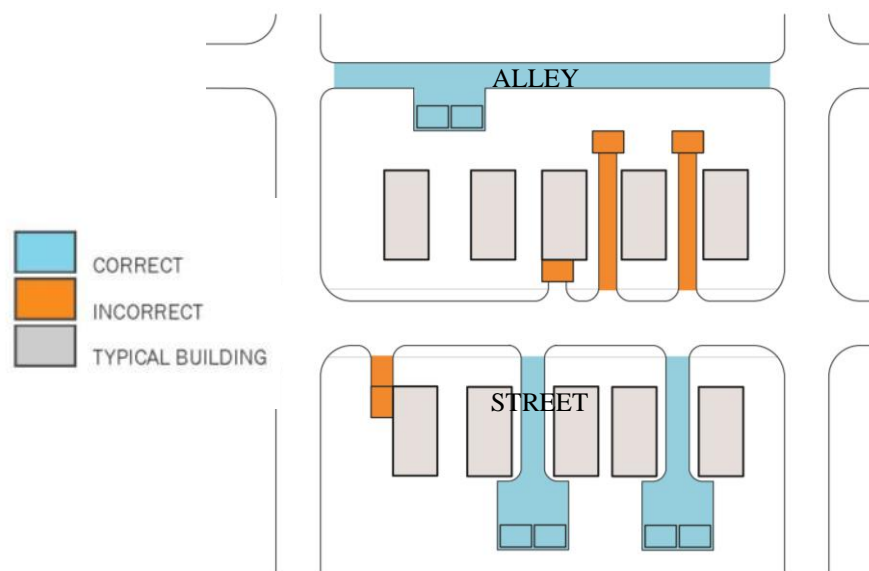 ALLEY
CORRECT
INCORRECT
TYPICAL BUILDING
STREET